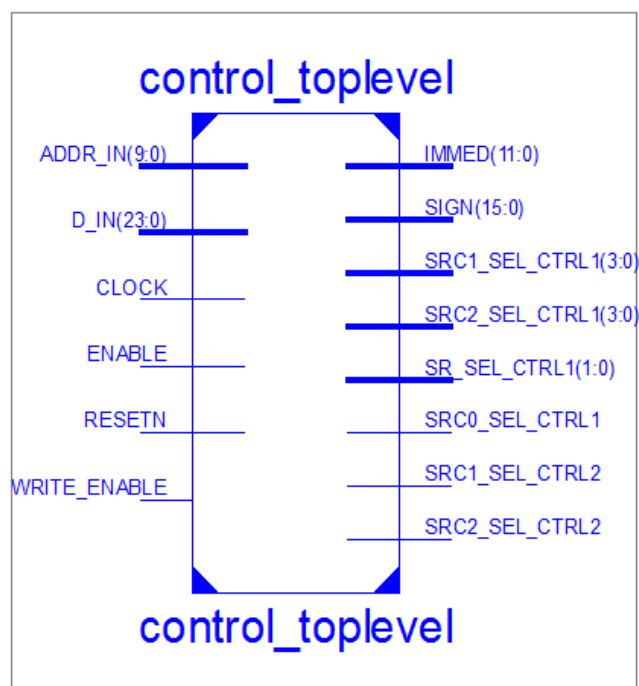 control_toplevel
ADDR_IN(9:0)
D_IN(23:0)
CLOCK
ENABLE
RESETN
WRITE_ENABLE
IMMED(11:0)
SIGN(15:0)
SRC1_SEL_CTRL1(3:0)
SRC2_SEL_CTRL1(3:0)
SR_SEL_CTRL1(1:0)
SRC0_SEL_CTRL1
SRC1_SEL_CTRL2
SRC2_SEL_CTRL2
control_toplevel